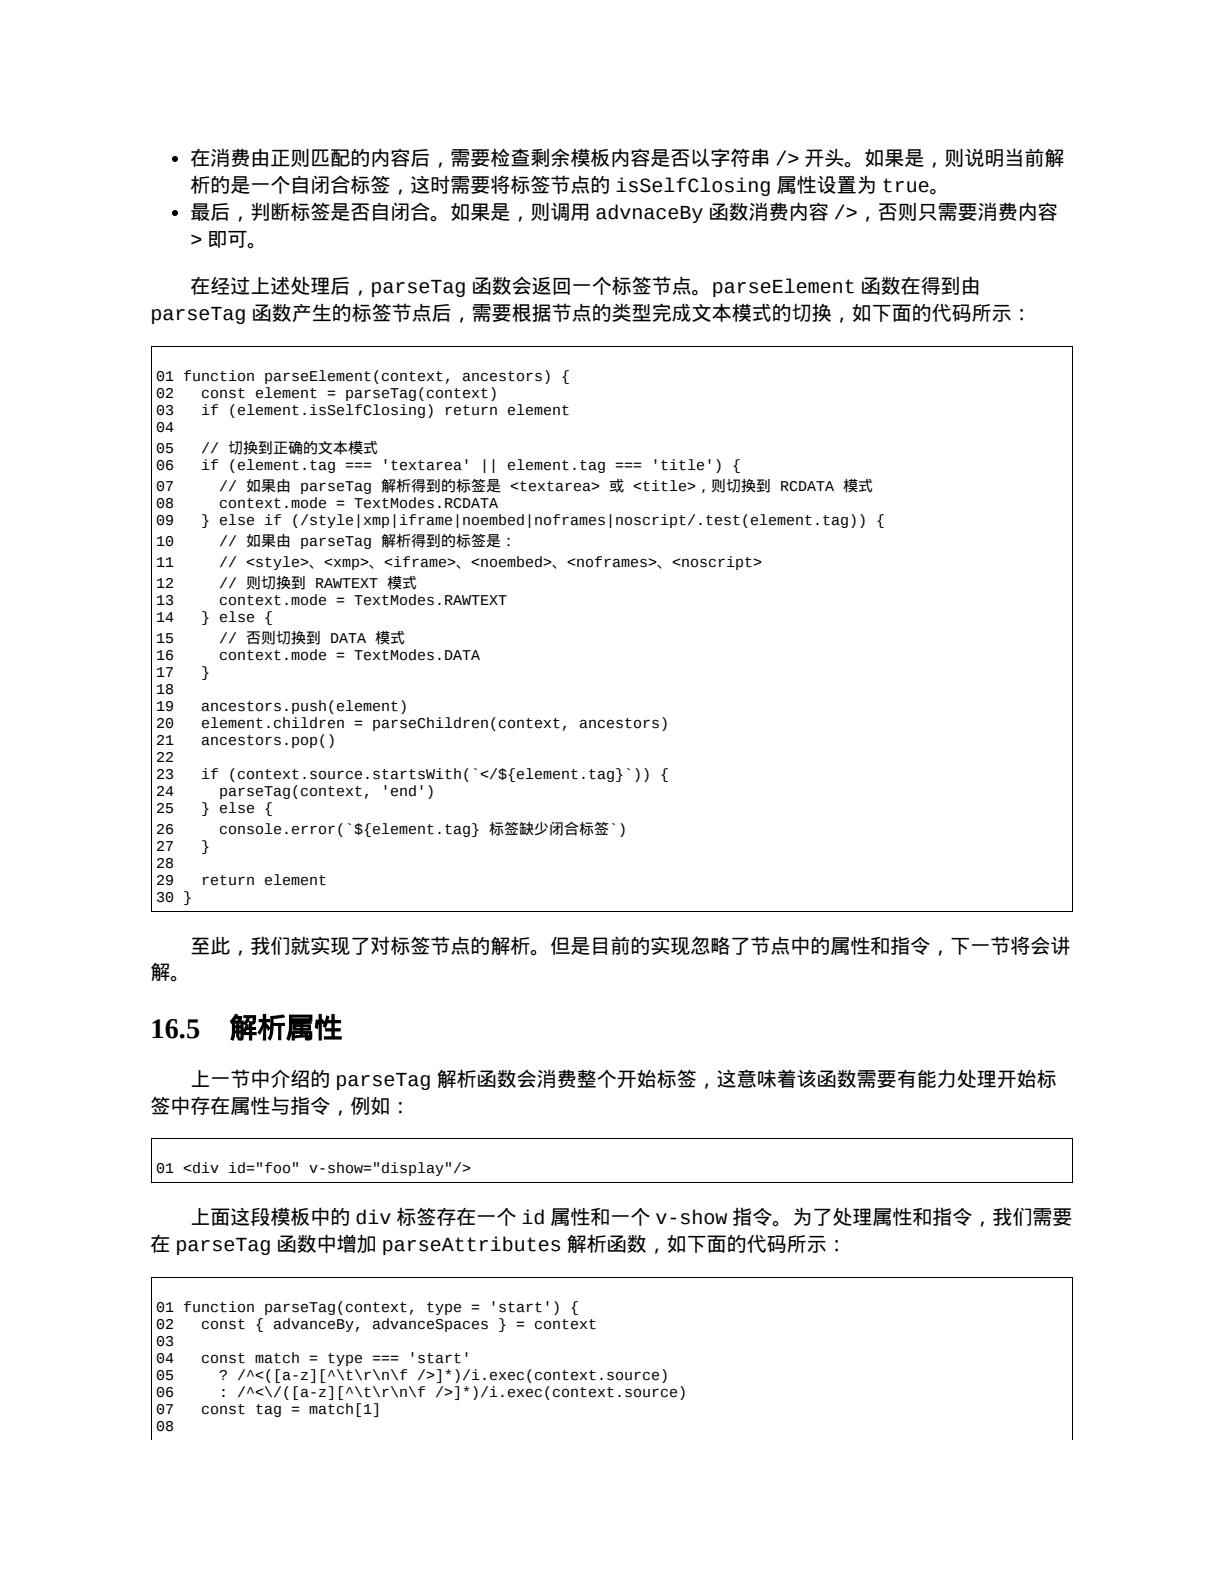 • 在消费由正则匹配的内容后，需要检查剩余模板内容是否以字符串 /> 开头。如果是，则说明当前解
析的是一个自闭合标签，这时需要将标签节点的 isSelfClosing 属性设置为 true。
• 最后，判断标签是否自闭合。如果是，则调用 advnaceBy 函数消费内容 />，否则只需要消费内容
> 即可。
在经过上述处理后，parseTag 函数会返回一个标签节点。parseElement 函数在得到由
parseTag 函数产生的标签节点后，需要根据节点的类型完成文本模式的切换，如下面的代码所示：
01 function parseElement(context, ancestors) {
02   const element = parseTag(context)
03   if (element.isSelfClosing) return element
04
05   // 切换到正确的文本模式
06   if (element.tag === 'textarea' || element.tag === 'title') {
07     // 如果由 parseTag 解析得到的标签是 <textarea> 或 <title>，则切换到 RCDATA 模式
08     context.mode = TextModes.RCDATA
09   } else if (/style|xmp|iframe|noembed|noframes|noscript/.test(element.tag)) {
10     // 如果由 parseTag 解析得到的标签是：
11     // <style>、<xmp>、<iframe>、<noembed>、<noframes>、<noscript>
12     // 则切换到 RAWTEXT 模式
13     context.mode = TextModes.RAWTEXT
14   } else {
15     // 否则切换到 DATA 模式
16     context.mode = TextModes.DATA
17   }
18
19   ancestors.push(element)
20   element.children = parseChildren(context, ancestors)
21   ancestors.pop()
22
23   if (context.source.startsWith(`</${element.tag}`)) {
24     parseTag(context, 'end')
25   } else {
26     console.error(`${element.tag} 标签缺少闭合标签`)
27   }
28
29   return element
30 }
至此，我们就实现了对标签节点的解析。但是目前的实现忽略了节点中的属性和指令，下一节将会讲
解。
16.5 解析属性
上一节中介绍的 parseTag 解析函数会消费整个开始标签，这意味着该函数需要有能力处理开始标
签中存在属性与指令，例如：
01 <div id="foo" v-show="display"/>
上面这段模板中的 div 标签存在一个 id 属性和一个 v-show 指令。为了处理属性和指令，我们需要
在 parseTag 函数中增加 parseAttributes 解析函数，如下面的代码所示：
01 function parseTag(context, type = 'start') {
02   const { advanceBy, advanceSpaces } = context
03
04   const match = type === 'start'
05     ? /^<([a-z][^\t\r\n\f />]*)/i.exec(context.source)
06     : /^<\/([a-z][^\t\r\n\f />]*)/i.exec(context.source)
07   const tag = match[1]
08